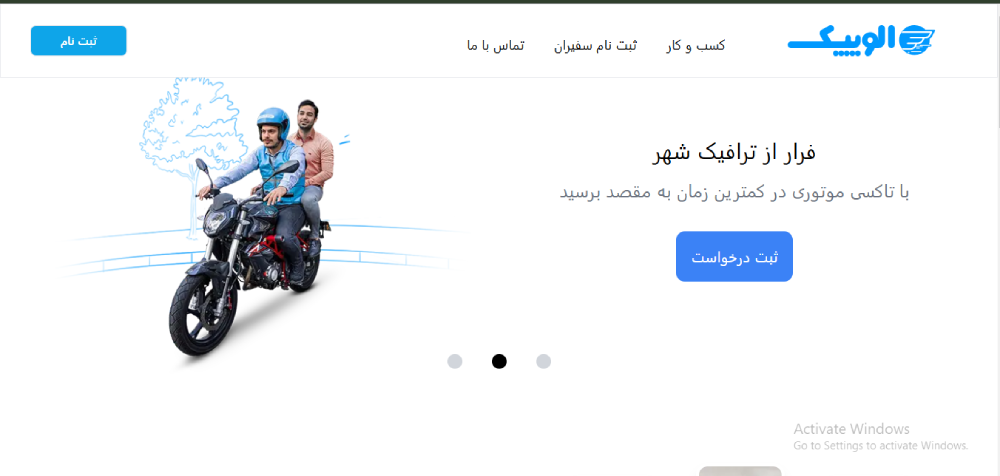 الوپیک
کسب و کار
ثبت نام سفیران
تماس با ما
ثبت نام
فرار از ترافیک شهر
با تاکسی موتوری در کمترین زمان به مقصد برسید
ثبت درخواست
Activate Windows
Go to Settings to activate Windows.